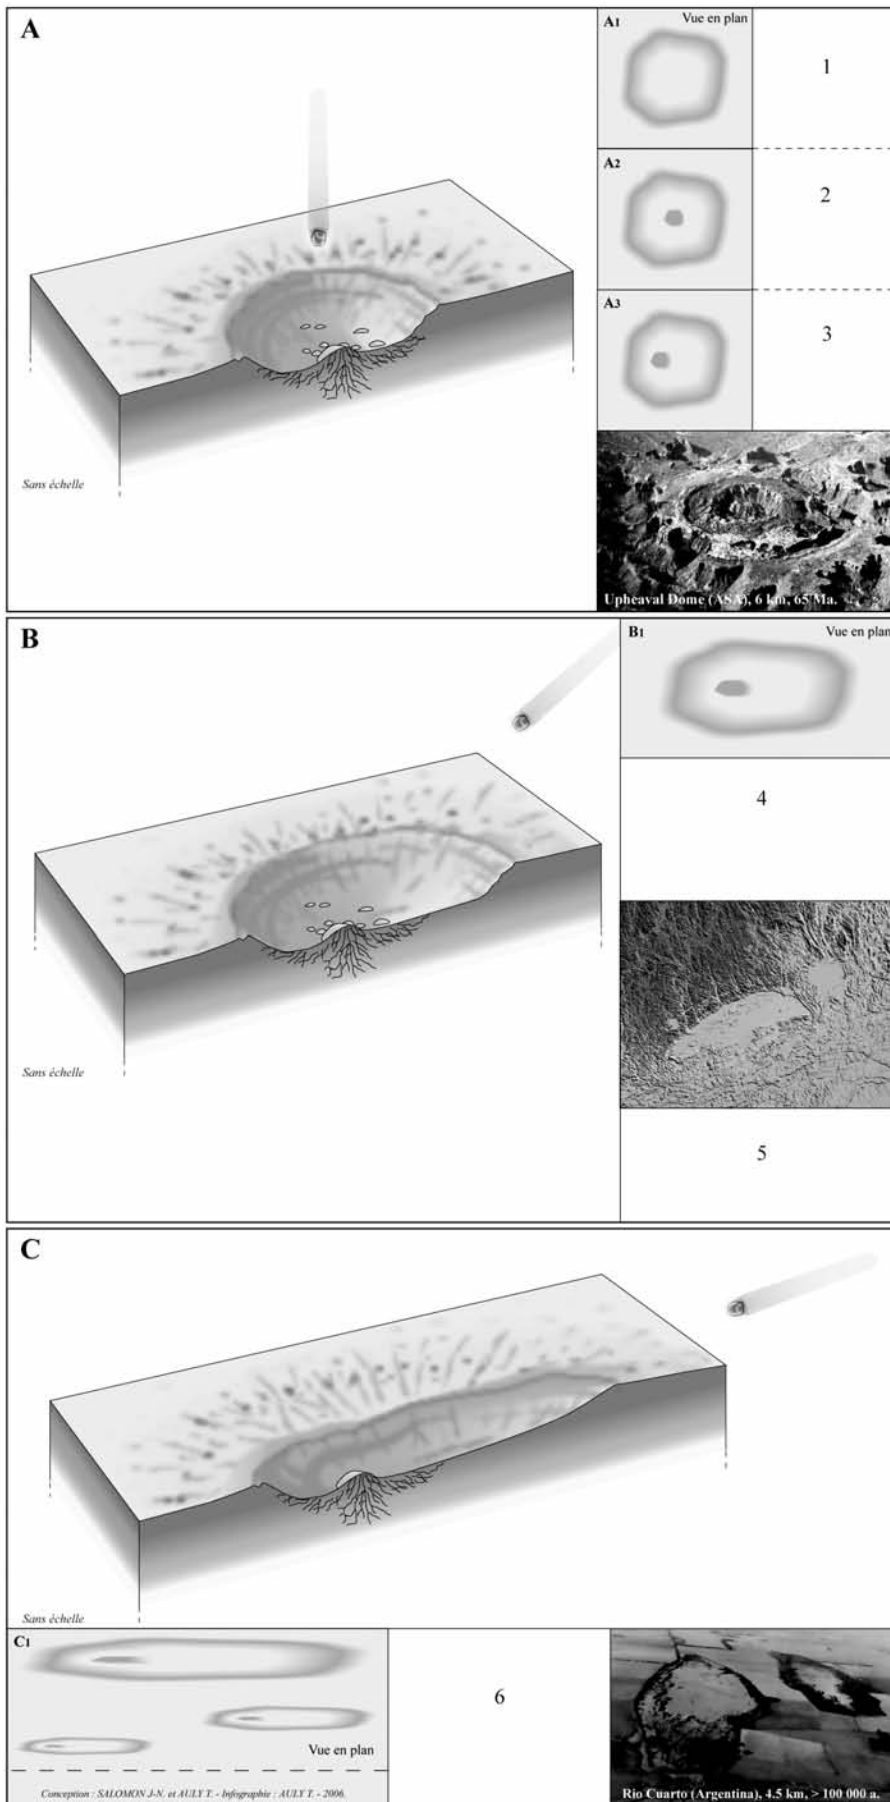 A
A1
Vue en plan
1
A2
2
A3
3
Sans échelle
Upheaval Dome (ASA), 6 km, 65 Ma.
B
B1
Vue en plan
4
Sans échelle
5
C
Sans échelle
C1
6
Vue en plan
Conception : SALOMON J-N. et AULY T. - Infographie : AULY T. - 2006.
Rio Cuarto (Argentina), 4.5 km, > 100 000 a.